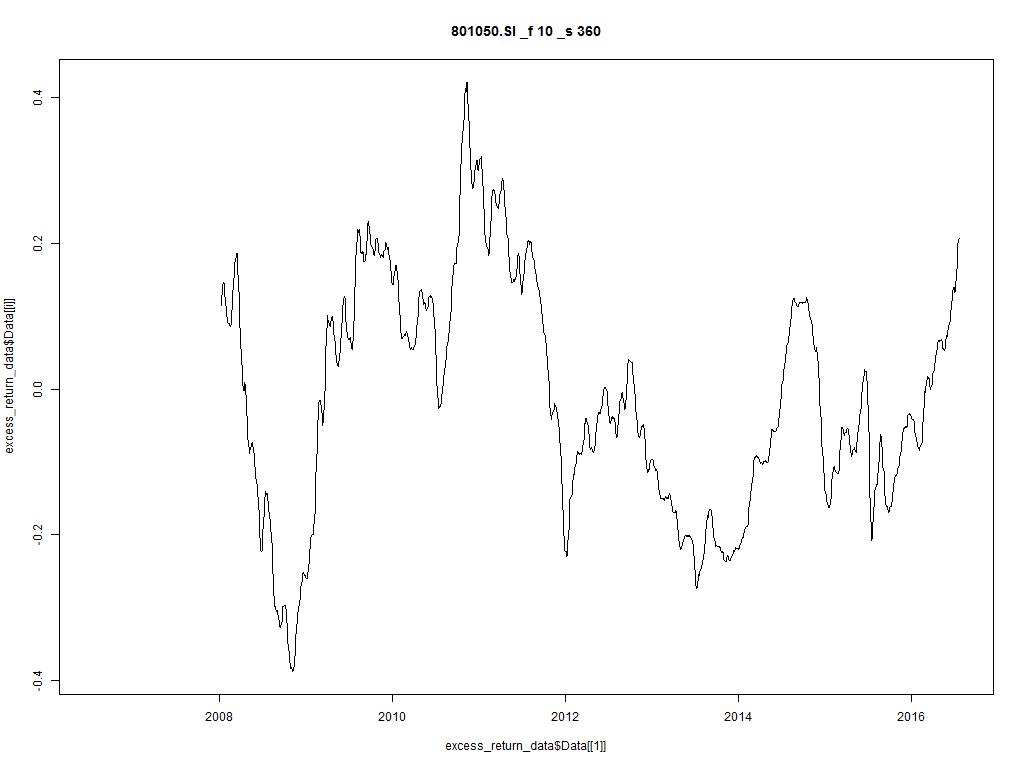 801050.SI _f 10 _s 360
excess_return_data$Data[[i]]
0.4
0.2
0.0
-0.2
-0.4
2008 2010 2012 2014 2016
excess_return_data$Data[[1]]